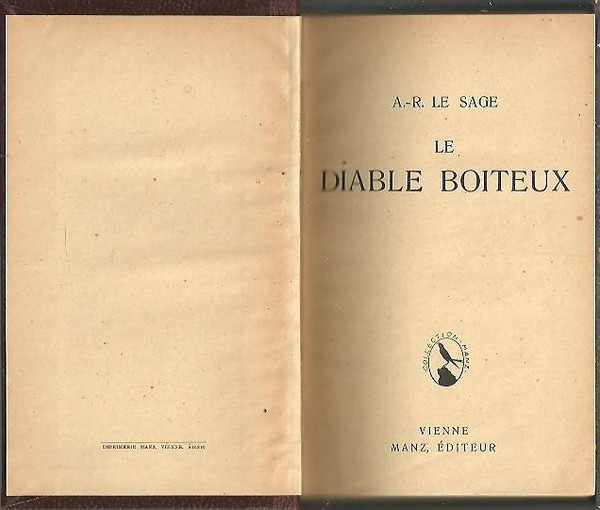 IMPRIMERIE MANZ, VIENNE.
A.-R. LE SAGE
LE
DIABLE BOITEUX
COLLECTION · MANZ ·
VIENNE
MANZ, ÉDITEUR